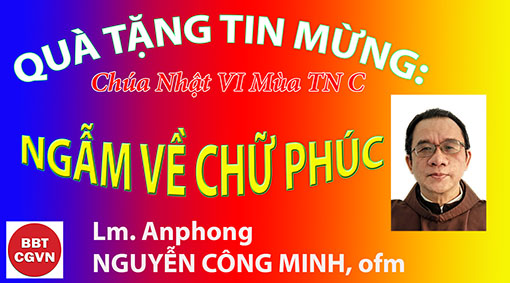 QUÀ TẶNG TIN MỪNG:
Chúa Nhật VI Mùa TN C
NGẪM VỀ CHỮ PHÚC
Lm. Anphong
NGUYỄN CÔNG MINH, ofm
BBT
CGVN